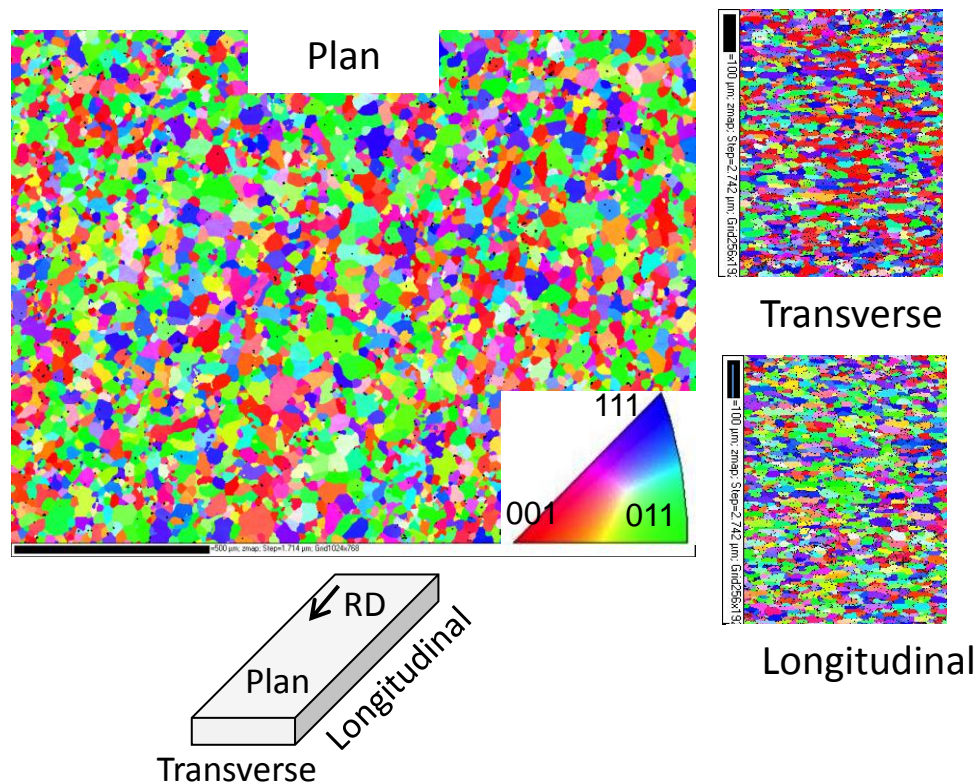 Plan
=500 µm; zmap; Step=1.714 µm; Grid1024x768
111
001
011
=100 µm; zmap; Step=2.742 µm; Grid256x19
Transverse
=100 µm; zmap; Step=2.742 µm; Grid256x19
Longitudinal
RD
Plan
Longitudinal
Transverse